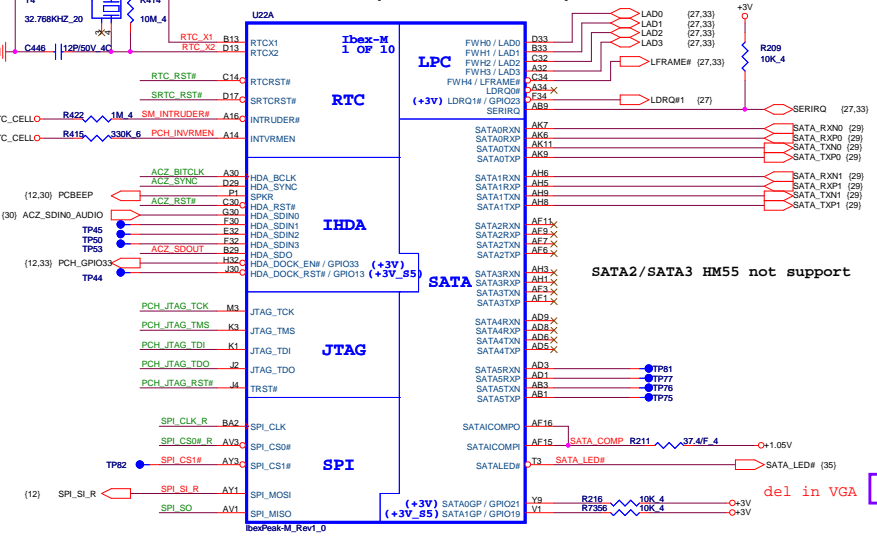 Y4
32.768KHZ_20
R414
10M_4
C446
12P/50V_4C
RTC_X1
RTC_X2
B13
D13
RTC_RST#
C14
SRTC_RST#
D17
TC_CELL
R422
1M_4
SM_INTRUDER#
A16
TC_CELL
R415
330K_6
PCH_INVRMEN
A14
ACZ_BITCLK
A30
ACZ_SYNC
D29
{12,30} PCBEEP
P1
ACZ_RST#
C30
{30} ACZ_SDIN0_AUDIO
G30
F30
TP45
E32
TP50
F32
TP53
ACZ_SDOUT
B29
{12,33} PCH_GPIO33
H32
J30
TP44
PCH_JTAG_TCK
M3
PCH_JTAG_TMS
K3
PCH_JTAG_TDI
K1
PCH_JTAG_TDO
J2
PCH_JTAG_RST#
J4
SPI_CLK_R
BA2
SPI_CS0#_R
AV3
TP82
SPI_CS1#
AY3
{12}
SPI_SI_R
SPI_SI_R
AY1
SPI_SO
AV1
U22A
RTCX1
RTCX2
RTCRST#
SRTCRST#
INTRUDER#
INTVRMEN
HDA_BCLK
HDA_SYNC
SPKR
HDA_RST#
HDA_SDIN0
HDA_SDIN1
HDA_SDIN2
HDA_SDIN3
HDA_SDO
HDA_DOCK_EN# / GPIO33
HDA_DOCK_RST# / GPIO13
JTAG_TCK
JTAG_TMS
JTAG_TDI
JTAG_TDO
TRST#
SPI_CLK
SPI_CS0#
SPI_CS1#
SPI_MOSI
SPI_MISO
Ibex-M
1 OF 10
RTC
IHDA
(+3V)
(+3V_S5)
JTAG
SPI
LPC
(+3V)
SATA
(+3V)
(+3V_S5)
IbexPeak-M_Rev1_0
FWH0 / LAD0
FWH1 / LAD1
FWH2 / LAD2
FWH3 / LAD3
FWH4 / LFRAME#
LDRQ0#
LDRQ1# / GPIO23
SERIRQ
SATA0RXN
SATA0RXP
SATA0TXN
SATA0TXP
SATA1RXN
SATA1RXP
SATA1TXN
SATA1TXP
SATA2RXN
SATA2RXP
SATA2TXN
SATA2TXP
SATA3RXN
SATA3RXP
SATA3TXN
SATA3TXP
SATA4RXN
SATA4RXP
SATA4TXN
SATA4TXP
SATA5RXN
SATA5RXP
SATA5TXN
SATA5TXP
SATAICOMPO
SATAICOMPI
SATALED#
SATA0GP / GPIO21
SATA1GP / GPIO19
D33
B33
C32
A32
C34
A34
F34
AB9
LAD0 {27,33}
LAD1 {27,33}
LAD2 {27,33}
LAD3 {27,33}
LFRAME# {27,33}
LDRQ#1 {27}
+3V
R209
10K_4
SERIRQ {27,33}
AK7 SATA_RXN0 {29}
AK6 SATA_RXP0 {29}
AK11 SATA_TXN0 {29}
AK9 SATA_TXP0 {29}
AH6 SATA_RXN1 {29}
AH5 SATA_RXP1 {29}
AH9 SATA_TXN1 {29}
AH8 SATA_TXP1 {29}
AF11
AF9
AF7
AF6
AH3
AH1
AF3
AF1
SATA2/SATA3 HM55 not support
AD9
AD8
AD6
AD5
AD3 TP81
AD1 TP77
AB3 TP76
AB1 TP75
AF16
AF15 SATA_COMP R211 37.4/F_4 +1.05V
T3 SATA_LED# SATA_LED# {35}
del in VGA
Y9 R216 10K_4 +3V
V1 R7356 10K_4 +3V